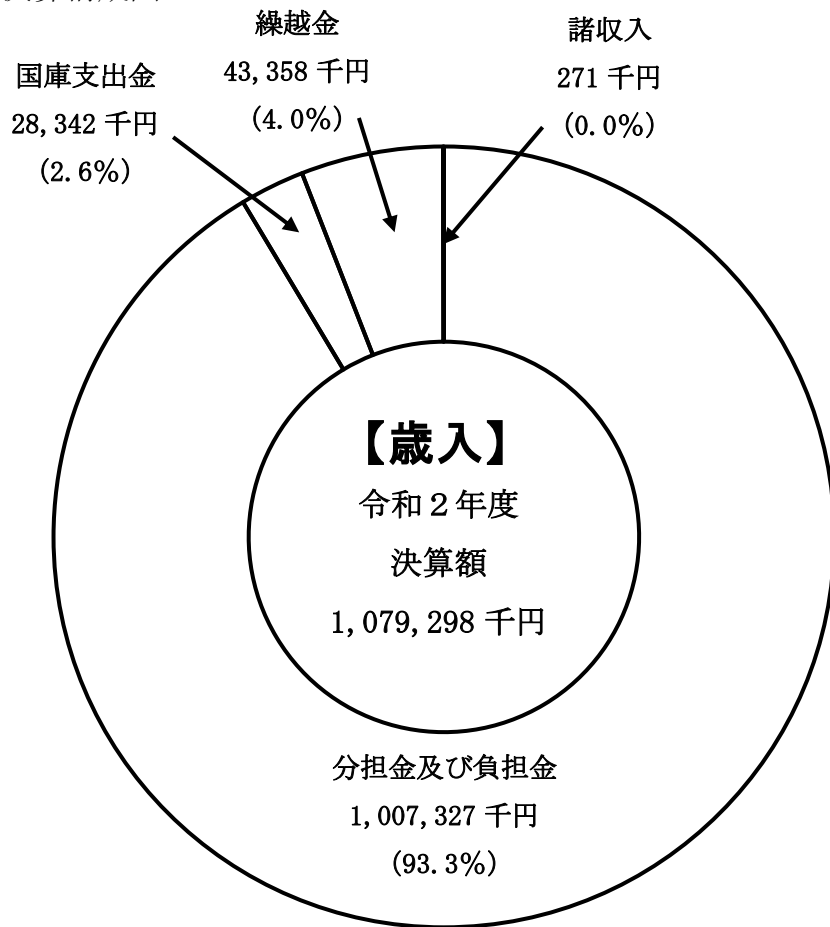 繰越金
43,358 千円
(4.0%)
諸収入
271 千円
(0.0%)
国庫支出金
28,342 千円
(2.6%)
【歳入】
令和２年度
決算額
1,079,298 千円
分担金及び負担金
1,007,327 千円
(93.3%)